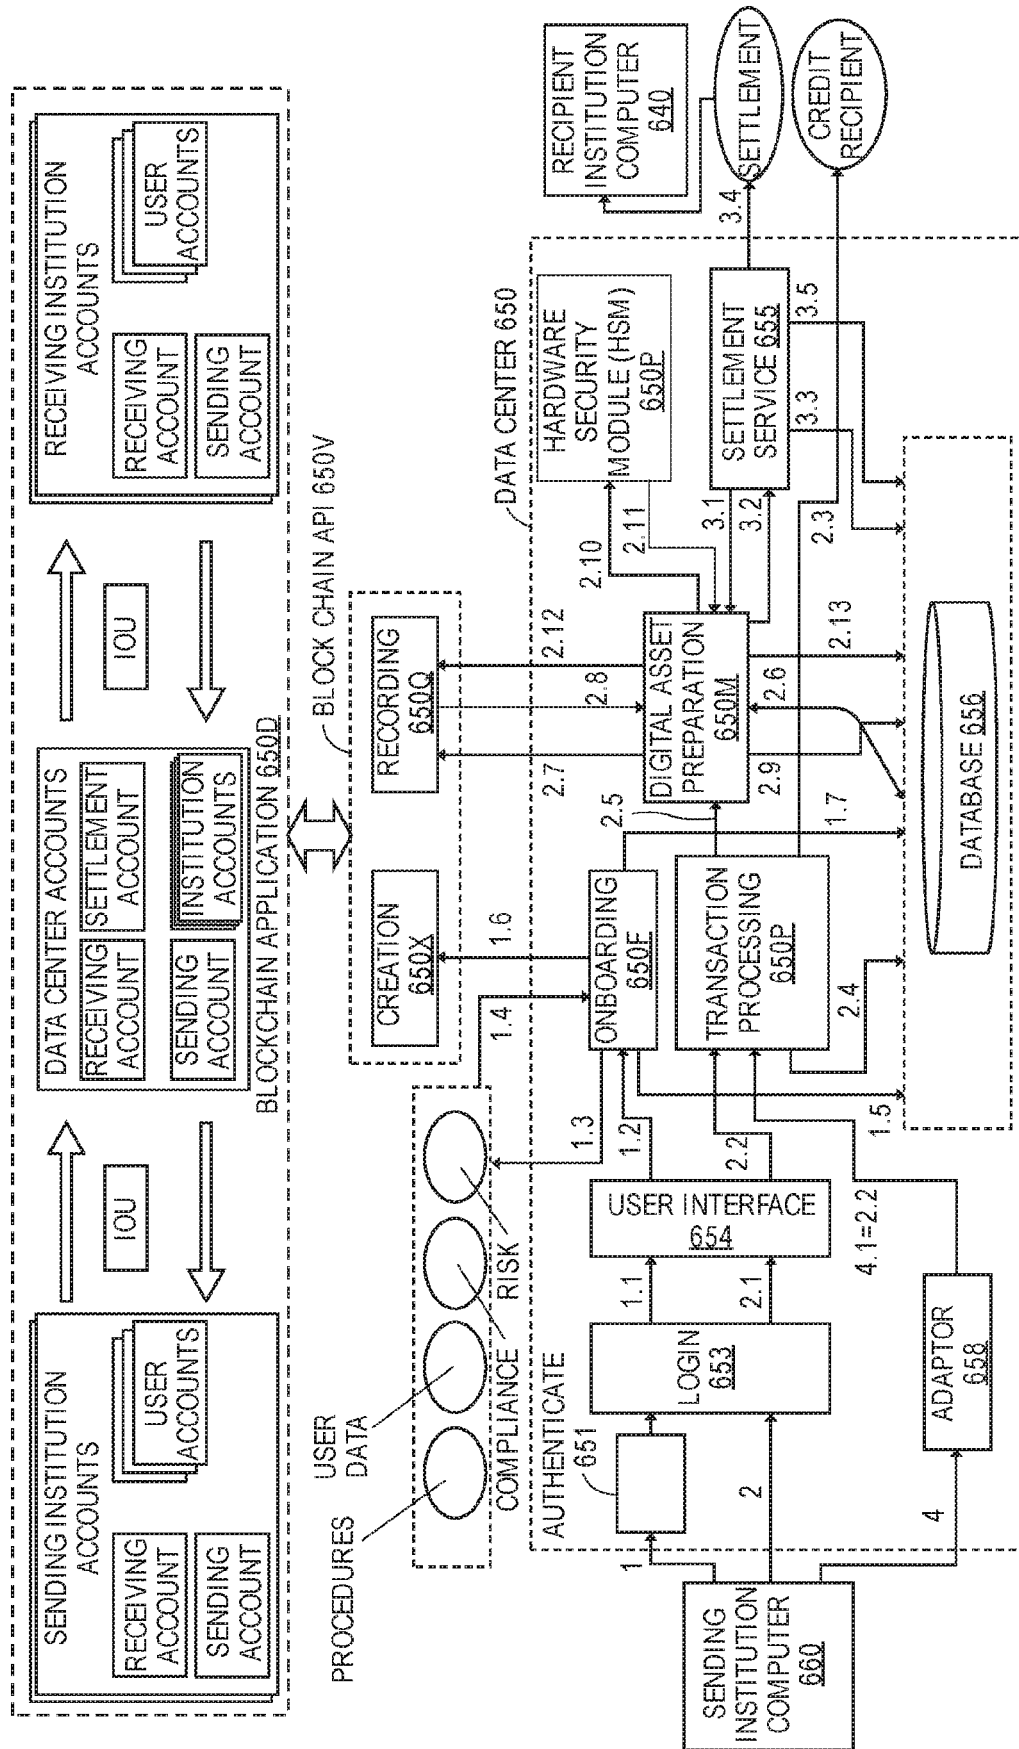 SENDING INSTITUTION
ACCOUNTS
RECEIVING
ACCOUNT
SENDING
ACCOUNT
USER
ACCOUNTS
IOU
DATA CENTER ACCOUNTS
RECEIVING
ACCOUNT
SETTLEMENT
ACCOUNT
SENDING
ACCOUNT
INSTITUTION
ACCOUNTS
BLOCKCHAIN APPLICATION 650D
IOU
RECEIVING INSTITUTION
ACCOUNTS
RECEIVING
ACCOUNT
SENDING
ACCOUNT
USER
ACCOUNTS
BLOCK CHAIN API 650V
CREATION
650X
RECORDING
650Q
PROCEDURES
USER
DATA
COMPLIANCE
RISK
1.4
1.6
2.7
2.8
2.12
DATA CENTER 650
AUTHENTICATE
651
1
2
4
SENDING
INSTITUTION
COMPUTER
660
LOGIN
653
1.1
2.1
USER INTERFACE
654
1.3
1.2
2.2
4.1=2.2
ADAPTOR
658
ONBOARDING
650F
TRANSACTION
PROCESSING
650P
1.5
2.4
1.7
2.5
DIGITAL ASSET
PREPARATION
650M
2.9
2.6
2.13
2.10
2.11
3.1
3.2
2.3
HARDWARE
SECURITY
MODULE (HSM)
650P
SETTLEMENT
SERVICE 655
3.3
3.5
3.4
DATABASE 656
RECIPIENT
INSTITUTION
COMPUTER
640
SETTLEMENT
CREDIT
RECIPIENT